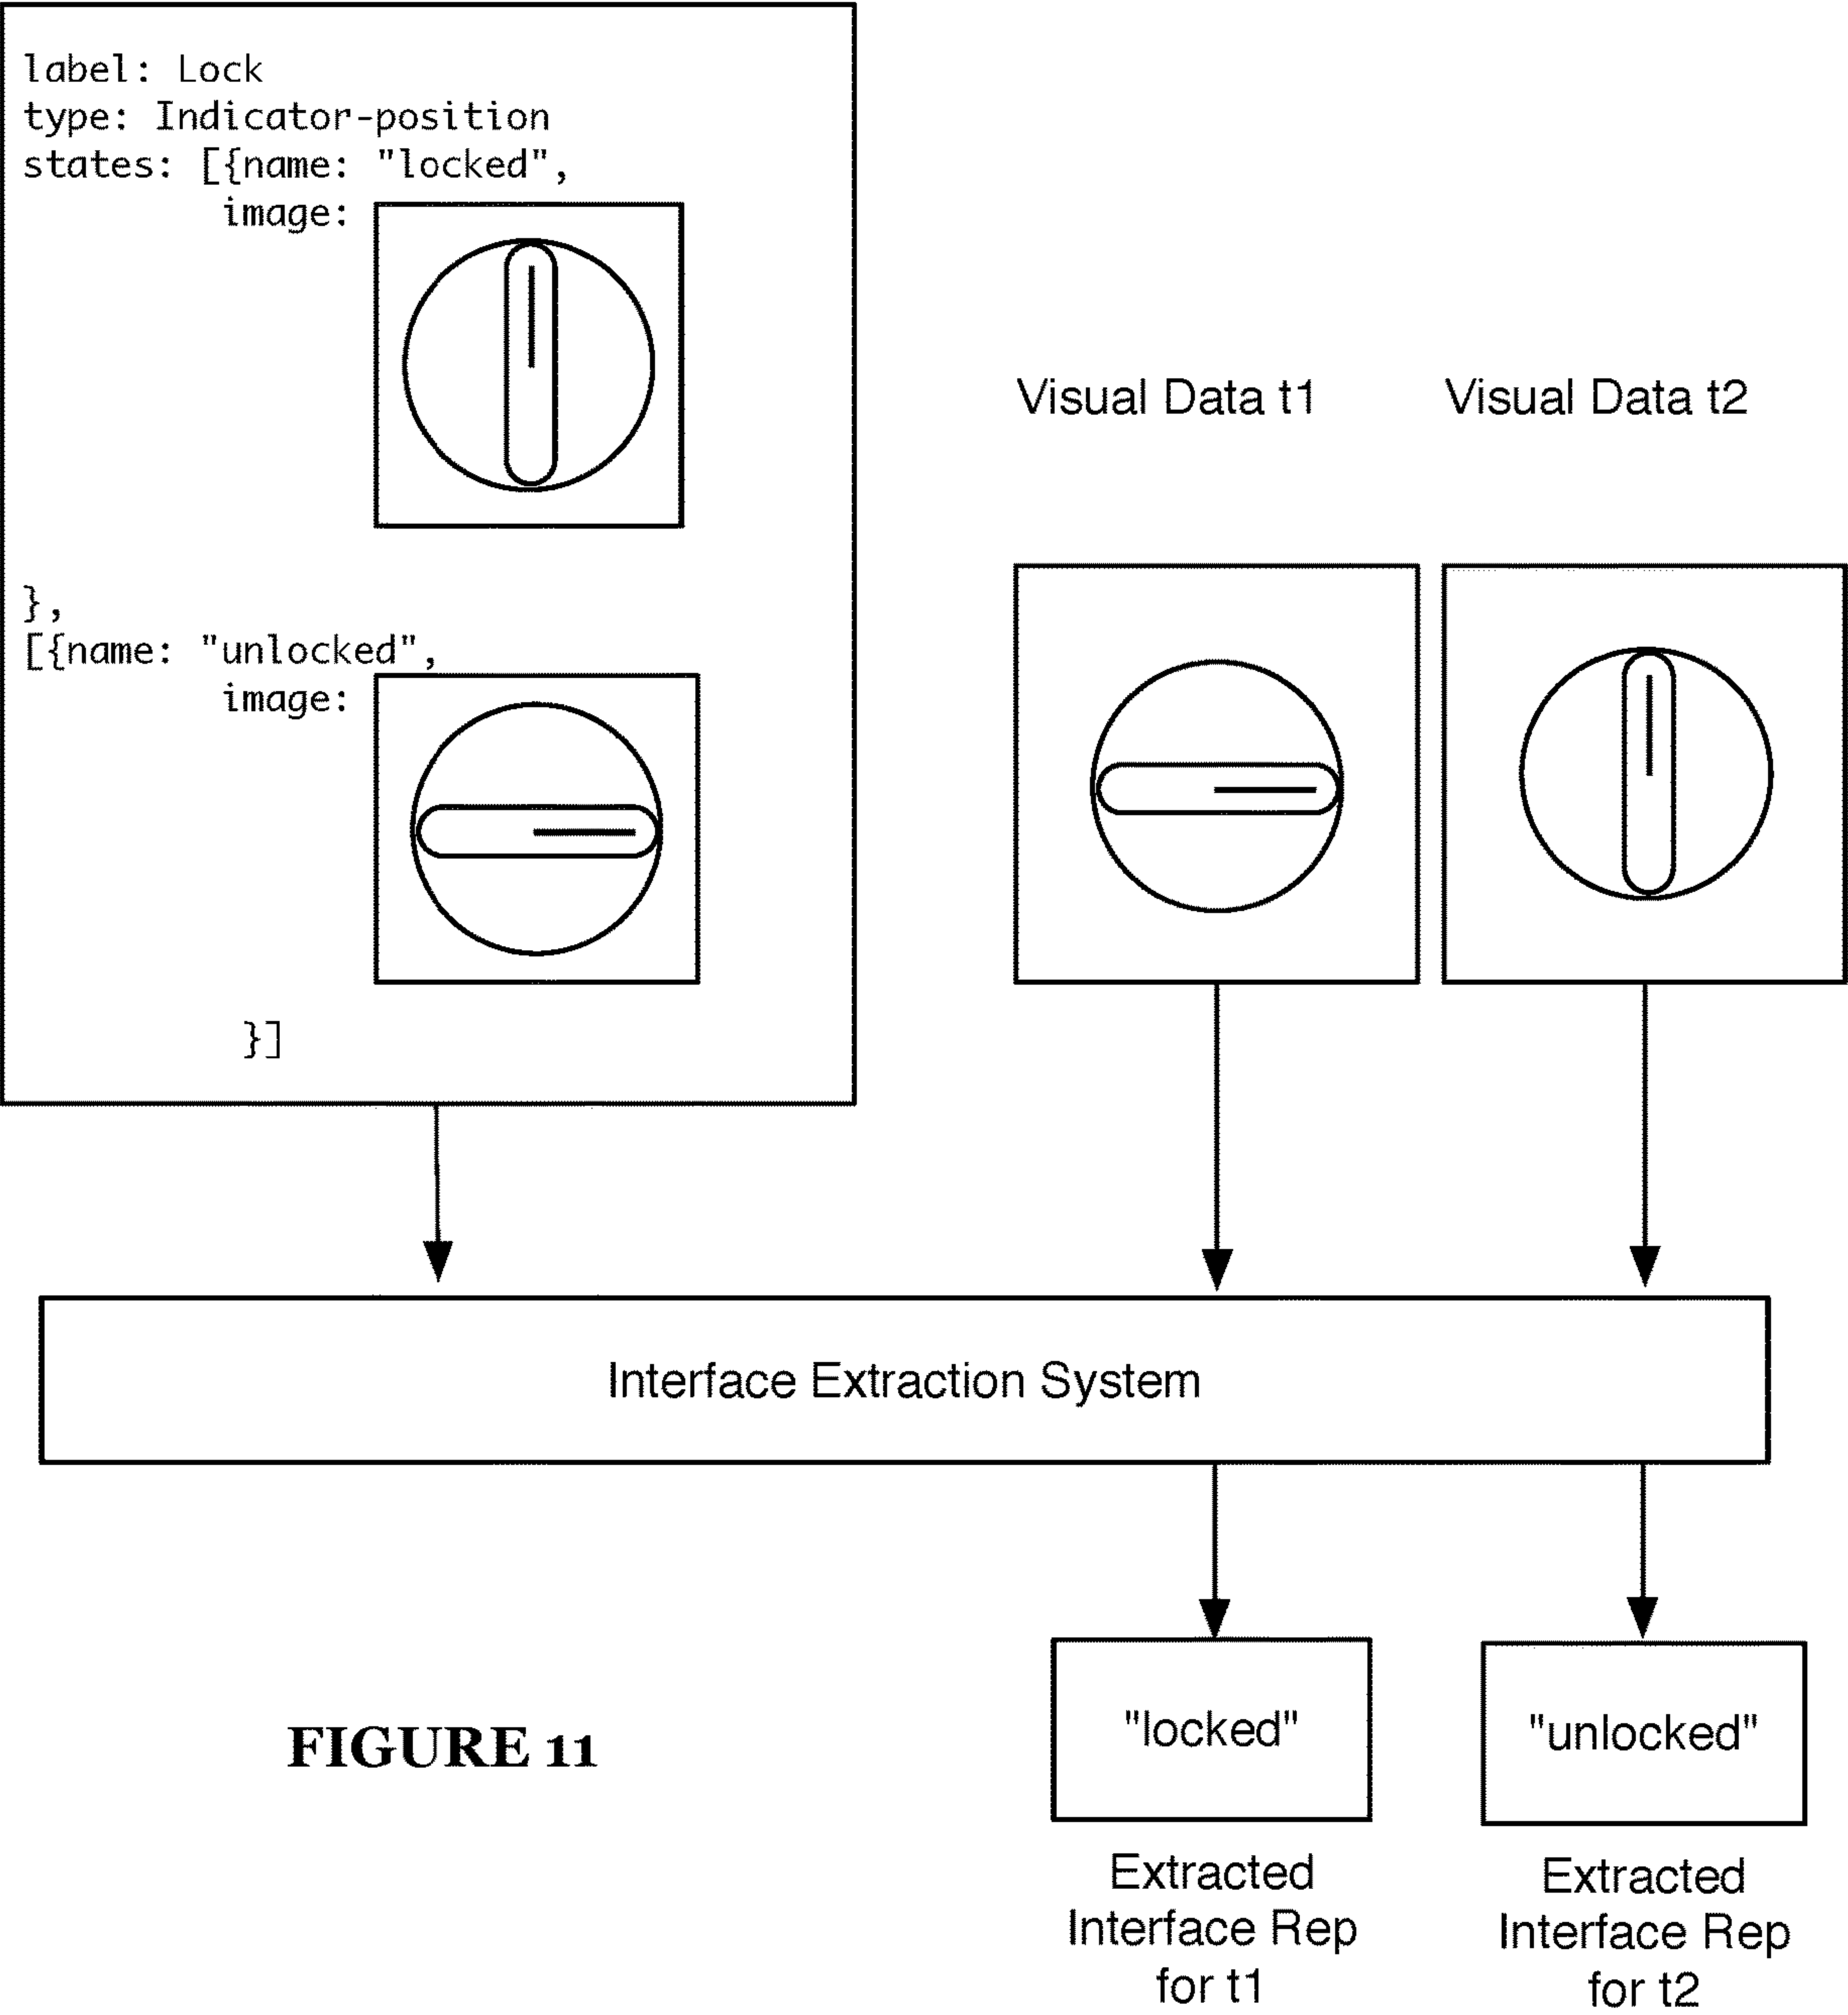 label: Lock
type: Indicator-position
states: [{name: "locked",
image:
},
[{name: "unlocked",
image:
}]
Visual Data t1
Visual Data t2
Interface Extraction System
"locked"
"unlocked"
Extracted
Interface Rep
for t1
Extracted
Interface Rep
for t2
FIGURE 11